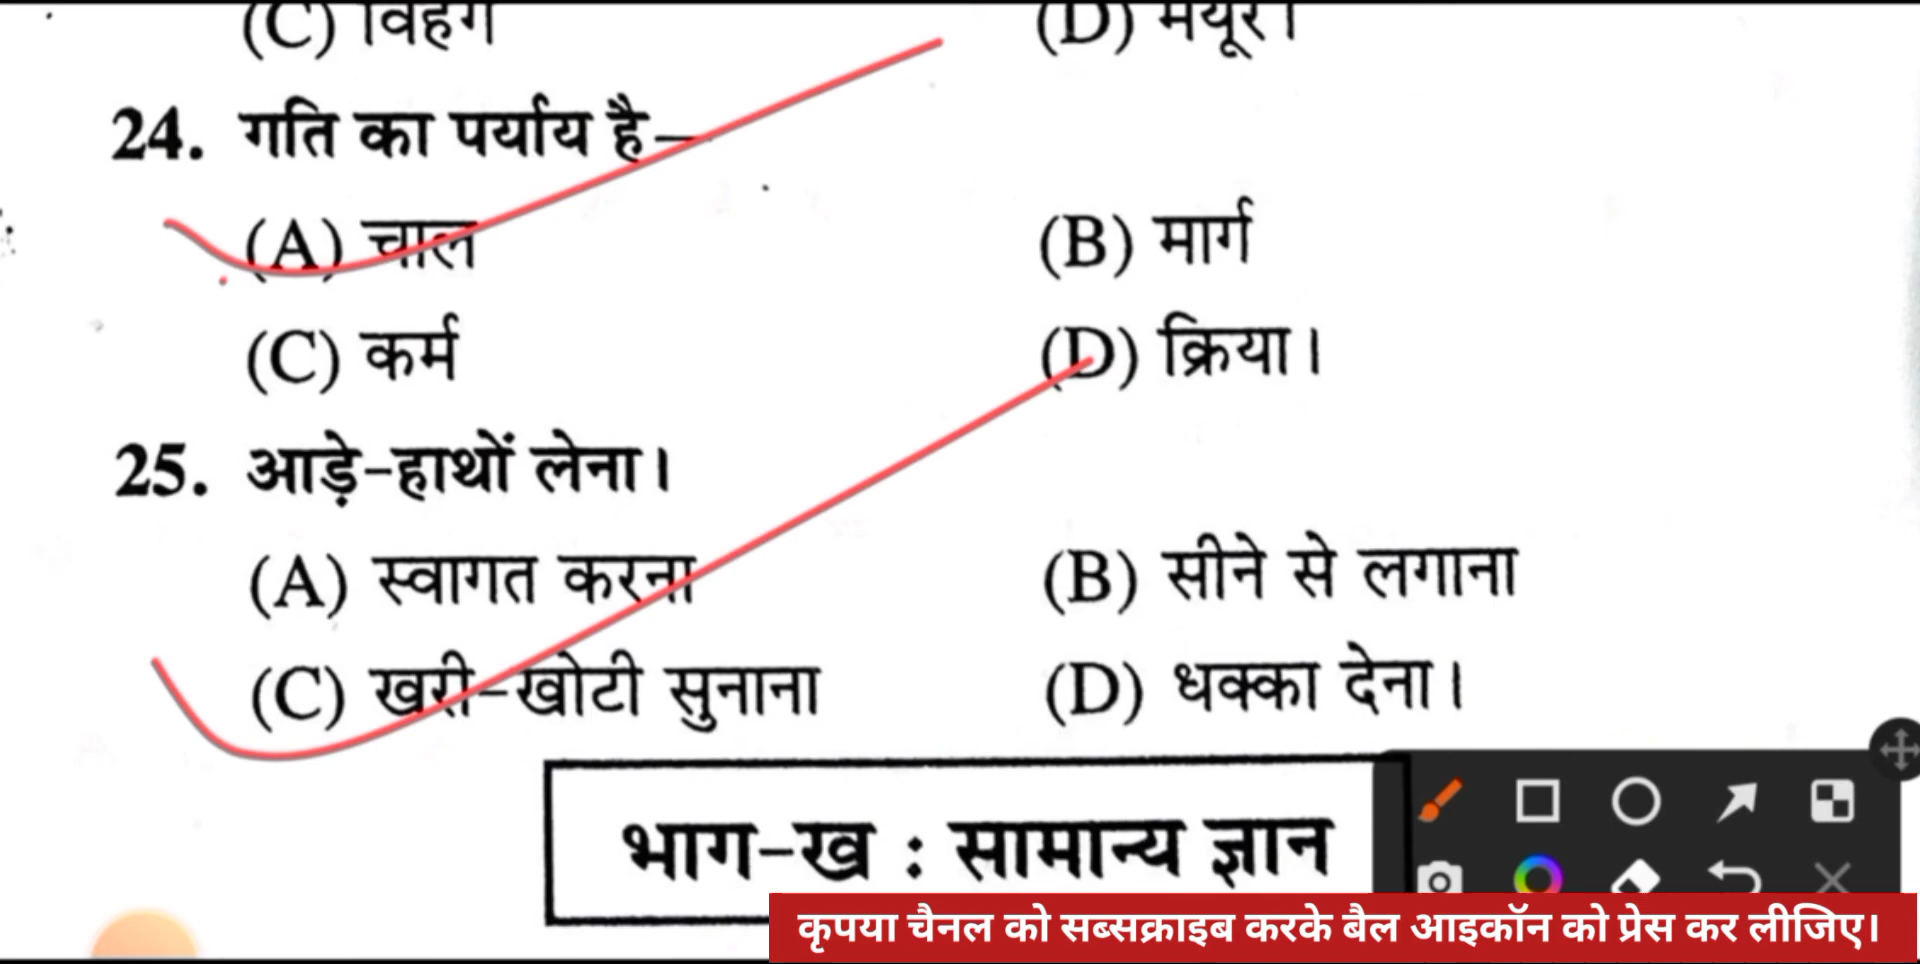 (C) विहग (D) मयूर।
24. गति का पर्याय है—
(A) चाल (B) मार्ग
(C) कर्म (D) क्रिया।
25. आड़े-हाथों लेना।
(A) स्वागत करना (B) सीने से लगाना
(C) खरी-खोटी सुनाना (D) धक्का देना।
भाग-ख : सामान्य ज्ञान
कृपया चैनल को सब्सक्राइब करके बैल आइकॉन को प्रेस कर लीजिए।